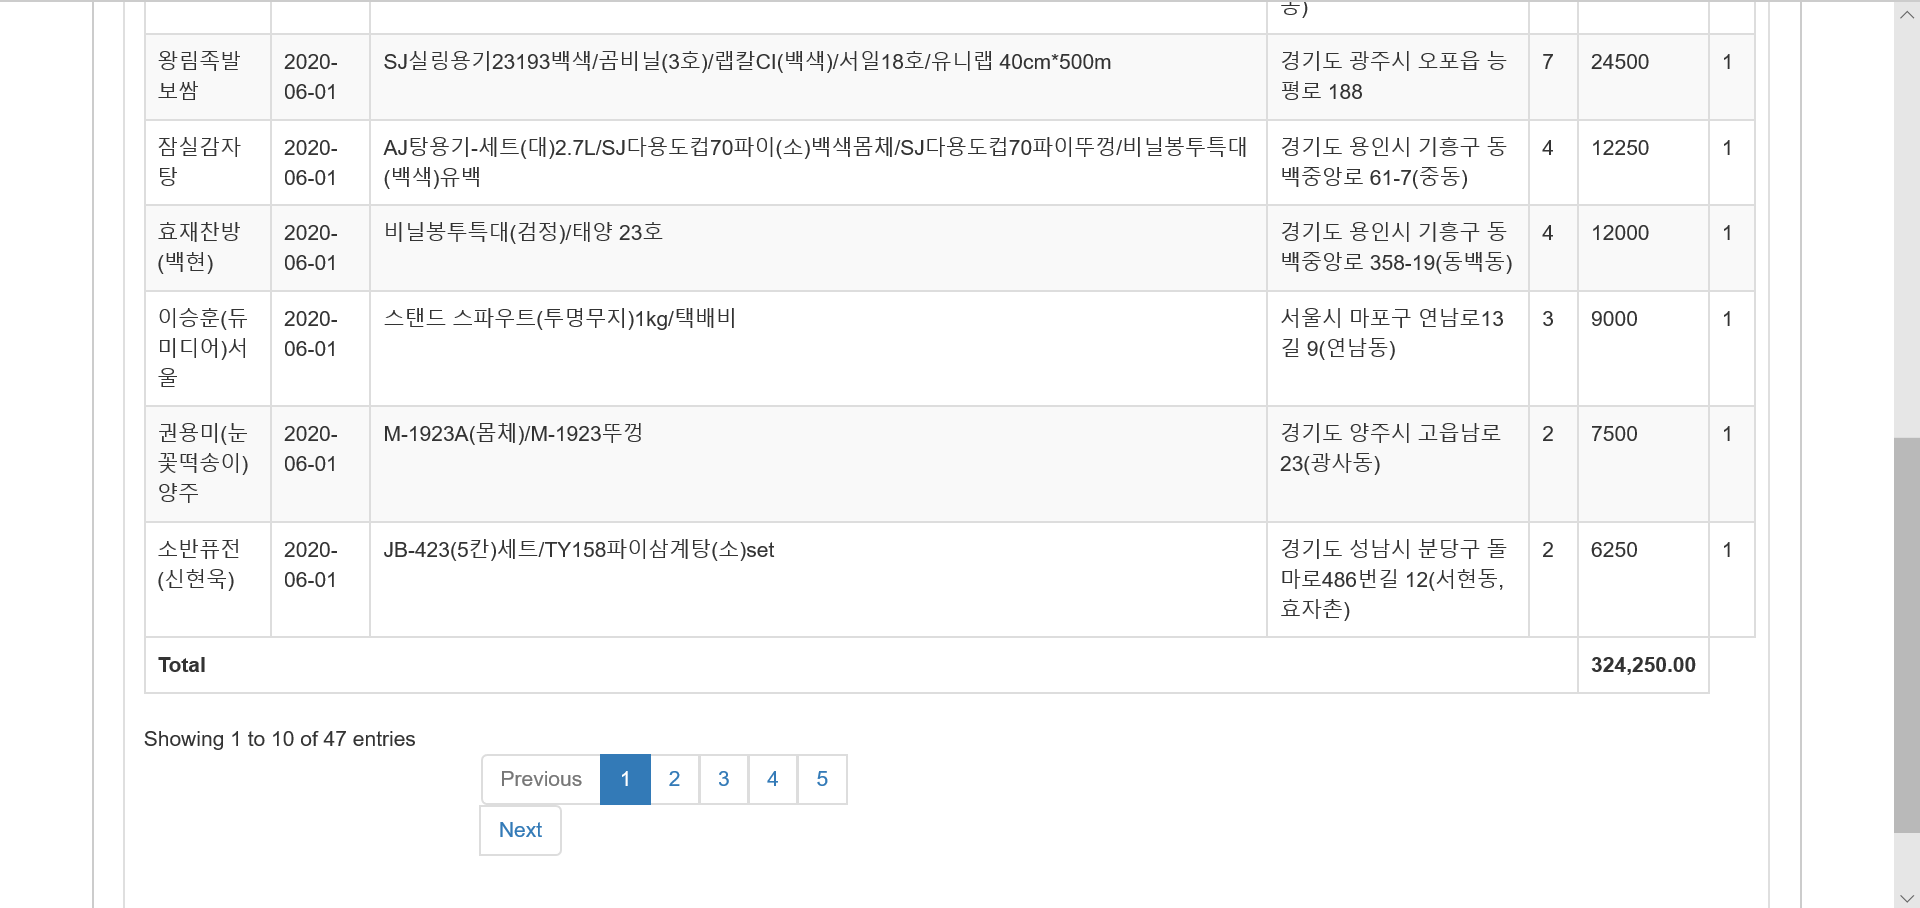 동)
왕림족발 2020- SJ실링용기23193백색/곰비닐(3호)/랩칼CI(백색)/서일18호/유니랩 40cm*500m 경기도 광주시 오포읍 능 7 24500 1
보쌈 06-01 평로 188
잠실감자 2020- AJ탕용기-세트(대)2.7L/SJ다용도컵70파이(소)백색몸체/SJ다용도컵70파이뚜껑/비닐봉투특대 경기도 용인시 기흥구 동 4 12250 1
탕 06-01 (백색)유백 백중앙로 61-7(중동)
효재찬방 2020- 비닐봉투특대(검정)/태양 23호 경기도 용인시 기흥구 동 4 12000 1
(백현) 06-01 백중앙로 358-19(동백동)
이승훈(듀 2020- 스탠드 스파우트(투명무지)1kg/택배비 서울시 마포구 연남로13 3 9000 1
미디어)서 06-01 길 9(연남동)
울
권용미(눈 2020- M-1923A(몸체)/M-1923뚜껑 경기도 양주시 고읍남로 2 7500 1
꽃떡송이) 06-01 23(광사동)
양주
소반퓨전 2020- JB-423(5칸)세트/TY158파이삼계탕(소)set 경기도 성남시 분당구 돌 2 6250 1
(신현욱) 06-01 마로486번길 12(서현동,
효자촌)
Total 324,250.00
Showing 1 to 10 of 47 entries
Previous 1 2 3 4 5
Next